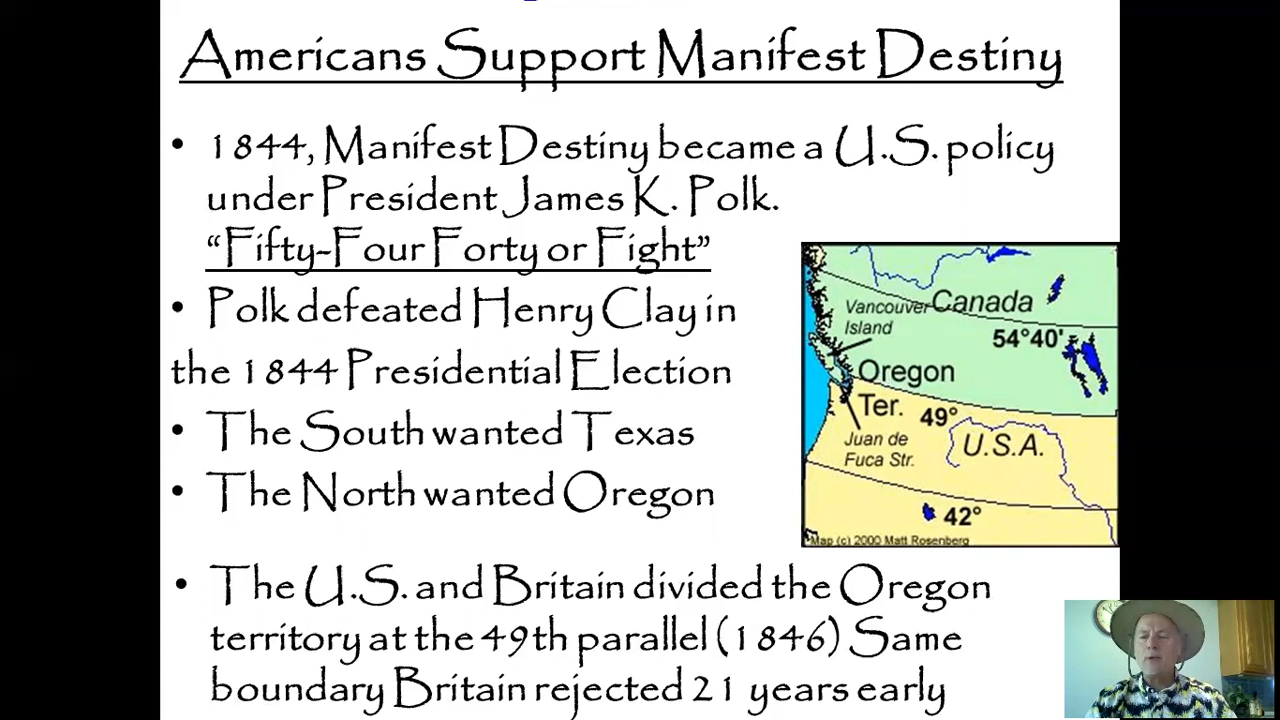 Americans Support Manifest Destiny
• 1844, Manifest Destiny became a U.S. policy
under President James K. Polk.
“Fifty-Four Forty or Fight”
• Polk defeated Henry Clay in
the 1844 Presidential Election
• The South wanted Texas
• The North wanted Oregon
Vancouver
Island
Canada
54°40'
Oregon
Ter.
49°
Juan de
Fuca Str.
U.S.A.
42°
Map (c) 2000 Matt Rosenberg
• The U.S. and Britain divided the Oregon
territory at the 49th parallel (1846) Same
boundary Britain rejected 21 years early